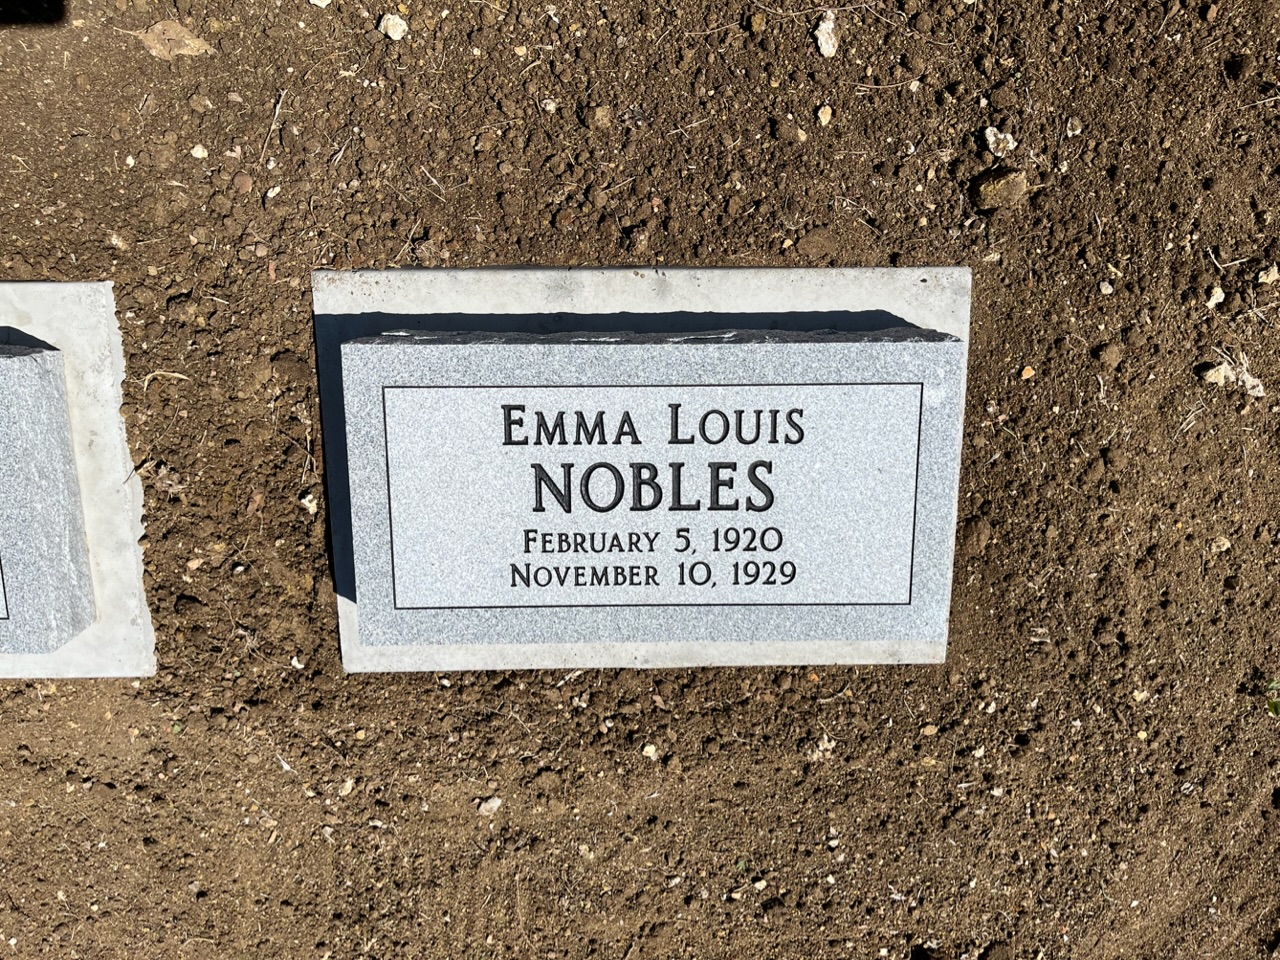 Emma Louis
NOBLES
February 5, 1920
November 10, 1929